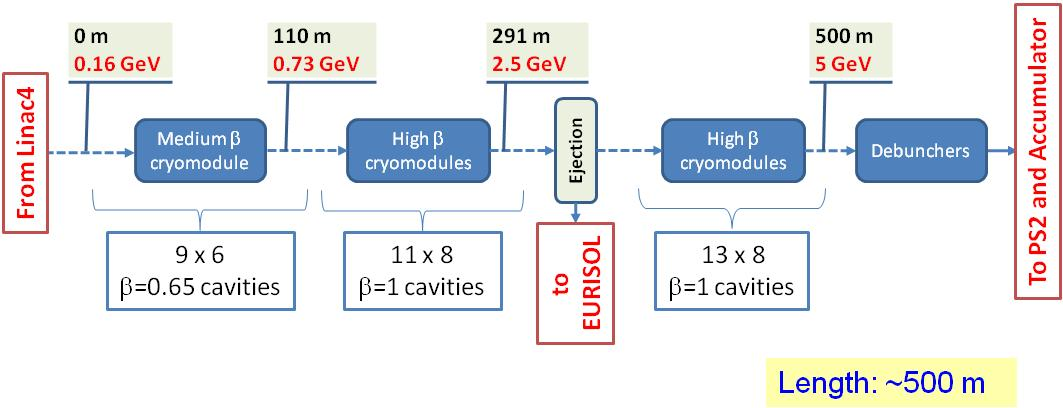 0 m
0.16 GeV
110 m
0.73 GeV
291 m
2.5 GeV
500 m
5 GeV
From Linac4
Medium β
cryomodule
High β
cryomodules
Ejection
High β
cryomodules
Debunchers
To PS2 and Accumulator
9 x 6
β=0.65 cavities
11 x 8
β=1 cavities
to
EURISOL
13 x 8
β=1 cavities
Length: ~500 m